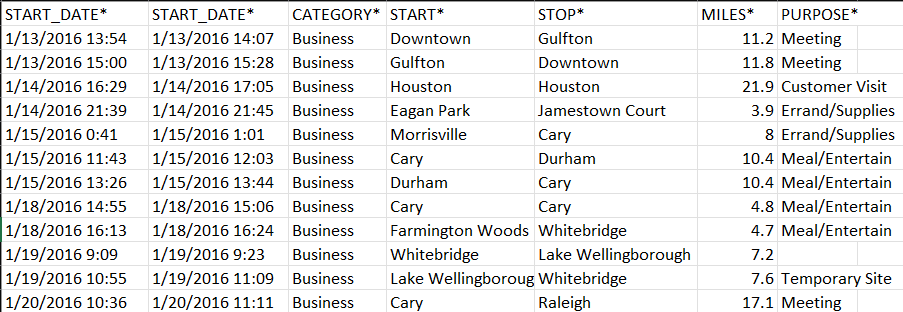 START_DATE* START_DATE* CATEGORY* START* STOP* MILES* PURPOSE*
1/13/2016 13:54 1/13/2016 14:07 Business Downtown Gulfton 11.2 Meeting
1/13/2016 15:00 1/13/2016 15:28 Business Gulfton Downtown 11.8 Meeting
1/14/2016 16:29 1/14/2016 17:05 Business Houston Houston 21.9 Customer Visit
1/14/2016 21:39 1/14/2016 21:45 Business Eagan Park Jamestown Court 3.9 Errand/Supplies
1/15/2016 0:41 1/15/2016 1:01 Business Morrisville Cary 8 Errand/Supplies
1/15/2016 11:43 1/15/2016 12:03 Business Cary Durham 10.4 Meal/Entertain
1/15/2016 13:26 1/15/2016 13:44 Business Durham Cary 10.4 Meal/Entertain
1/18/2016 14:55 1/18/2016 15:06 Business Cary Cary 4.8 Meal/Entertain
1/18/2016 16:13 1/18/2016 16:24 Business Farmington Woods Whitebridge 4.7 Meal/Entertain
1/19/2016 9:09 1/19/2016 9:23 Business Whitebridge Lake Wellingborough 7.2
1/19/2016 10:55 1/19/2016 11:09 Business Lake Wellingboroug Whitebridge 7.6 Temporary Site
1/20/2016 10:36 1/20/2016 11:11 Business Cary Raleigh 17.1 Meeting